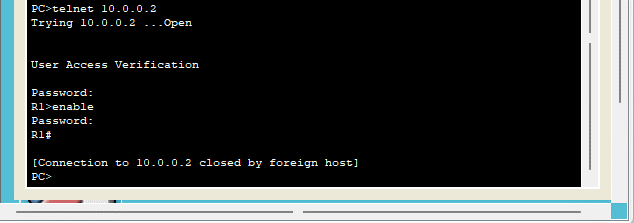 PC>telnet 10.0.0.2
Trying 10.0.0.2 ...Open
User Access Verification
Password:
R1>enable
Password:
R1#
[Connection to 10.0.0.2 closed by foreign host]
PC>